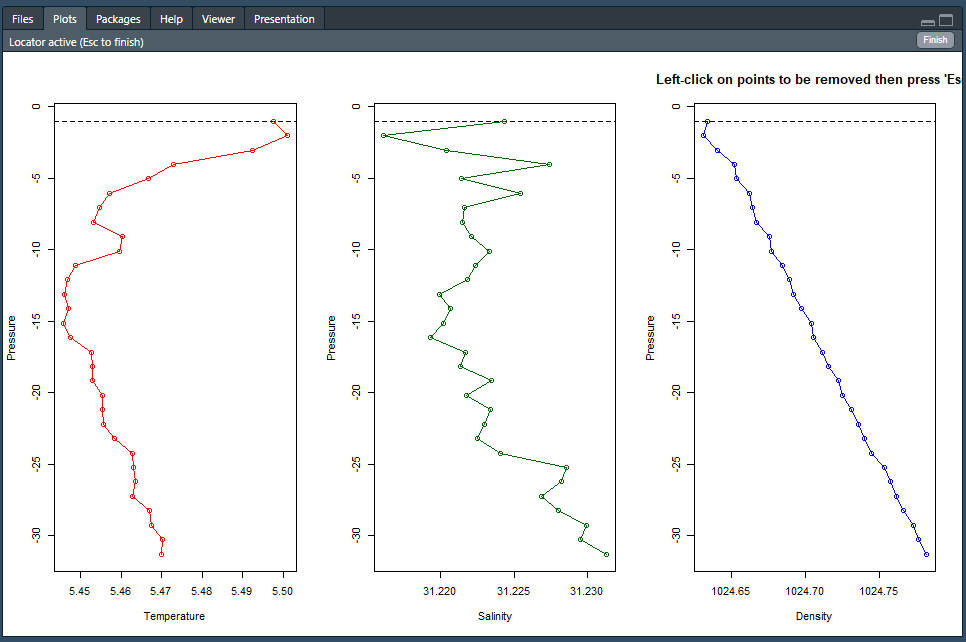 Files Plots Packages Help Viewer Presentation
Locator active (Esc to finish) Finish
Left-click on points to be removed then press 'Es
0 -5 -10 -15 -20 -25 -30
Pressure
5.45 5.46 5.47 5.48 5.49 5.50
Temperature
0 -5 -10 -15 -20 -25 -30
Pressure
31.220 31.225 31.230
Salinity
0 -5 -10 -15 -20 -25 -30
Pressure
1024.65 1024.70 1024.75
Density